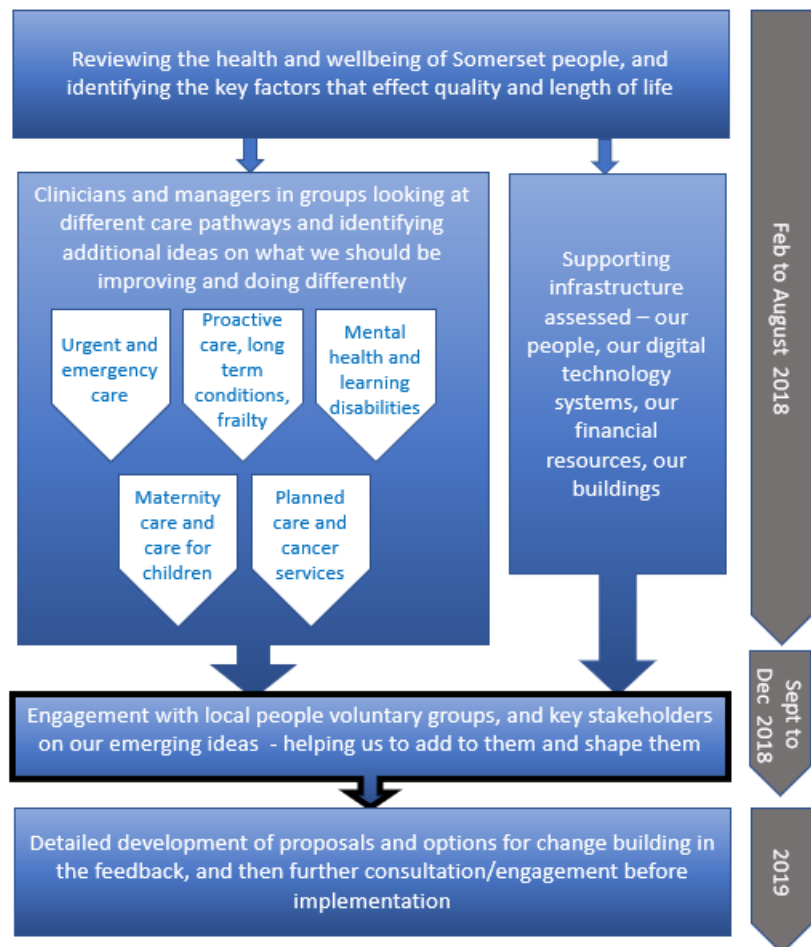 Reviewing the health and wellbeing of Somerset people, and
identifying the key factors that effect quality and length of life
Clinicians and managers in groups looking at
different care pathways and identifying
additional ideas on what we should be
improving and doing differently
Urgent and
emergency
care
Proactive
care, long
term
conditions,
frailty
Mental
health and
learning
disabilities
Maternity
care and
care for
children
Planned
care and
cancer
services
Supporting
infrastructure
assessed – our
people, our digital
technology
systems, our
financial
resources, our
buildings
Feb to August 2018
Engagement with local people voluntary groups, and key stakeholders
on our emerging ideas - helping us to add to them and shape them
Sept to
Dec 2018
Detailed development of proposals and options for change building in
the feedback, and then further consultation/engagement before
implementation
2019